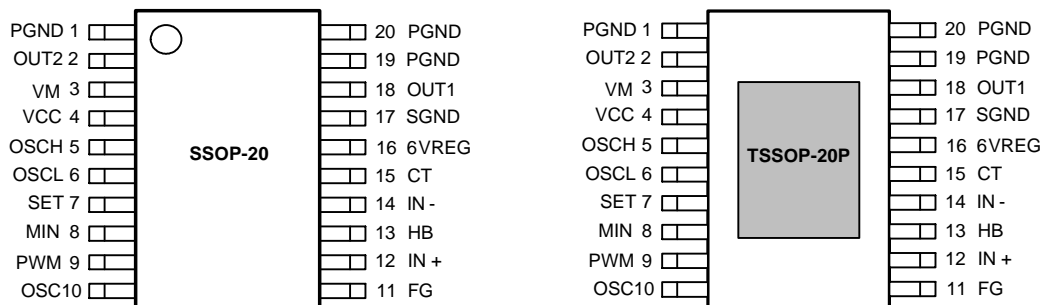 PGND 1 20 PGND
OUT2 2 19 PGND
VM 3 18 OUT1
VCC 4 17 SGND
OSCH 5 16 6VREG
SSOP-20
OSCL 6 15 CT
SET 7 14 IN -
MIN 8 13 HB
PWM 9 12 IN +
OSC10 11 FG
PGND 1 20 PGND
OUT2 2 19 PGND
VM 3 18 OUT1
VCC 4 17 SGND
OSCH 5 16 6VREG
TSSOP-20P
OSCL 6 15 CT
SET 7 14 IN -
MIN 8 13 HB
PWM 9 12 IN +
OSC10 11 FG